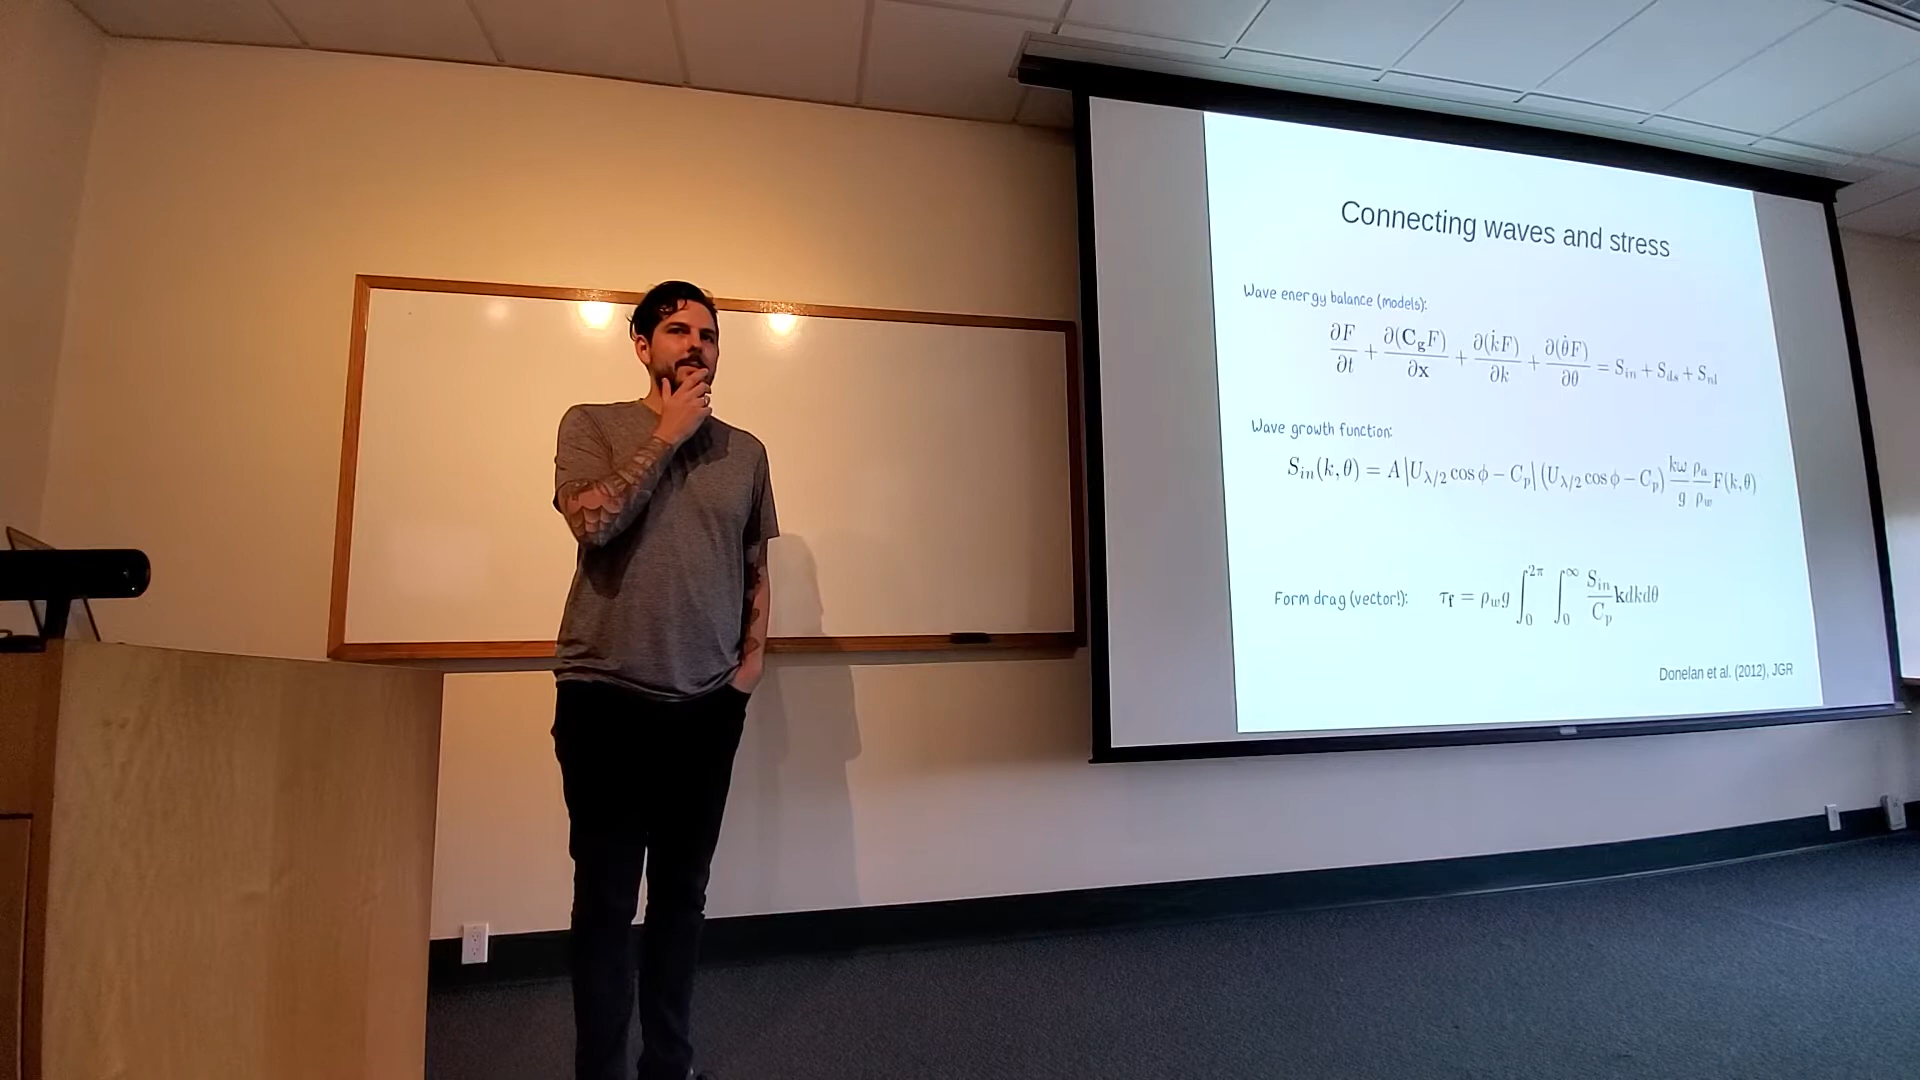 Connecting waves and stress
Wave energy balance (models):
∂F/∂t + ∂(C_g F)/∂x + ∂(k̇F)/∂k + ∂(θ̇F)/∂θ = S_in + S_ds + S_nl
Wave growth function:
S_in(k, θ) = A |U_λ/2 cos ϕ − C_p| (U_λ/2 cos ϕ − C_p) kω/g ρ_a/ρ_w F(k, θ)
Form drag (vector!): τ_f = ρ_w g ∫_0^2π ∫_0^∞ S_in/C_p k dk dθ
Donelan et al. (2012), JGR